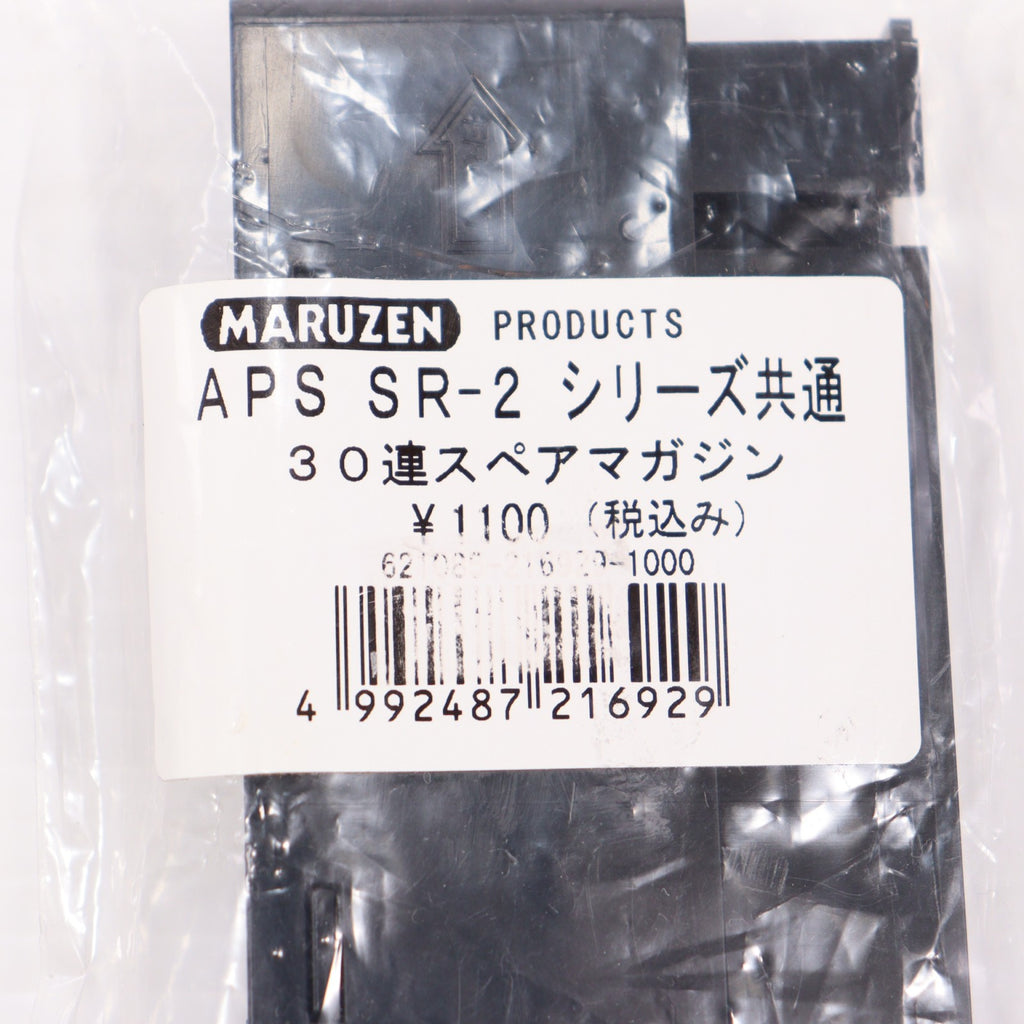 MARUZEN PRODUCTS
APS SR-2 シリーズ共通
30連スペアマガジン
¥1100 (税込み)
4 992487 216929